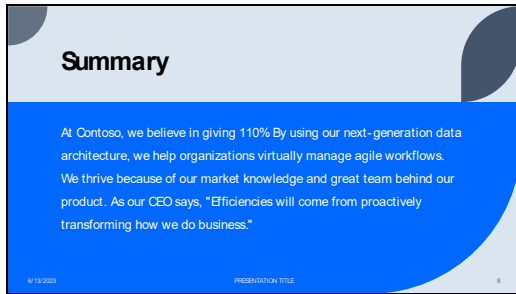 Summary
At Contoso, we believe in giving 110% By using our next-generation data
architecture, we help organizations virtually manage agile workflows.
We thrive because of our market knowledge and great team behind our
product. As our CEO says, "Efficiencies will come from proactively
transforming how we do business."
6/13/2023
PRESENTATION TITLE
8